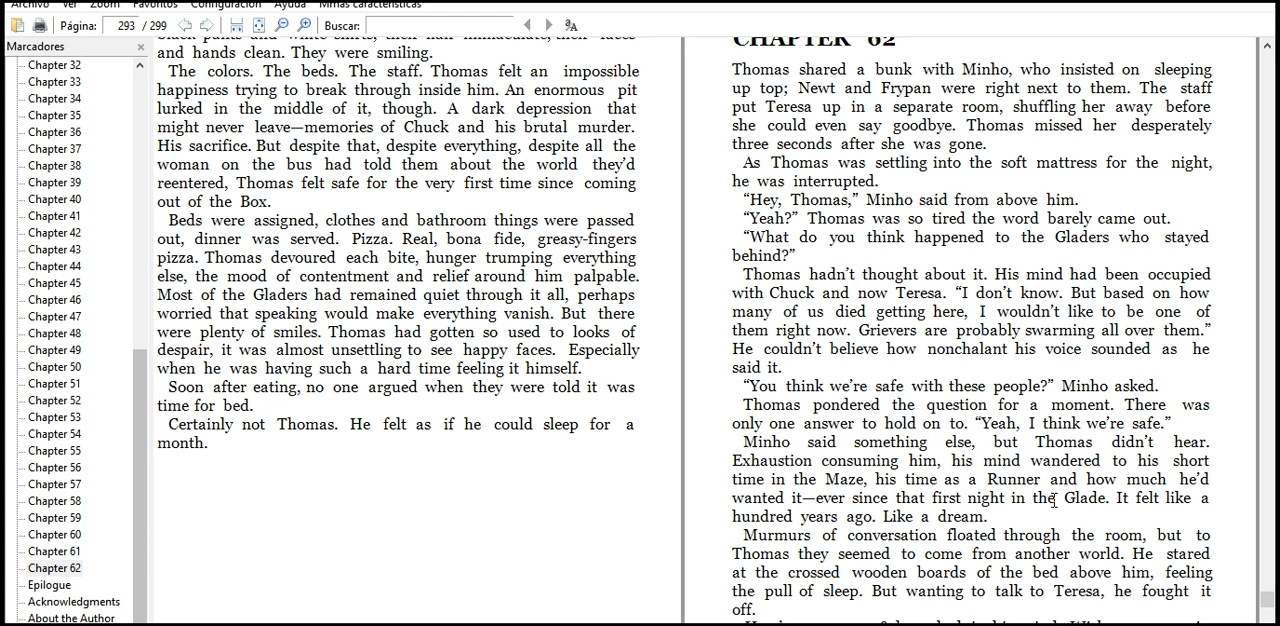 Archivo Ver Zoom Favoritos Configuración Ayuda Minas características
Página: 293 / 299 Buscar:
Marcadores
Chapter 32
Chapter 33
Chapter 34
Chapter 35
Chapter 36
Chapter 37
Chapter 38
Chapter 39
Chapter 40
Chapter 41
Chapter 42
Chapter 43
Chapter 44
Chapter 45
Chapter 46
Chapter 47
Chapter 48
Chapter 49
Chapter 50
Chapter 51
Chapter 52
Chapter 53
Chapter 54
Chapter 55
Chapter 56
Chapter 57
Chapter 58
Chapter 59
Chapter 60
Chapter 61
Chapter 62
Epilogue
Acknowledgments
About the Author
black pants and white shirts, their hair immaculate, their faces
and hands clean. They were smiling.
The colors. The beds. The staff. Thomas felt an impossible
happiness trying to break through inside him. An enormous pit
lurked in the middle of it, though. A dark depression that
might never leave—memories of Chuck and his brutal murder.
His sacrifice. But despite that, despite everything, despite all the
woman on the bus had told them about the world they’d
reentered, Thomas felt safe for the very first time since coming
out of the Box.
Beds were assigned, clothes and bathroom things were passed
out, dinner was served. Pizza. Real, bona fide, greasy-fingers
pizza. Thomas devoured each bite, hunger trumping everything
else, the mood of contentment and relief around him palpable.
Most of the Gladers had remained quiet through it all, perhaps
worried that speaking would make everything vanish. But there
were plenty of smiles. Thomas had gotten so used to looks of
despair, it was almost unsettling to see happy faces. Especially
when he was having such a hard time feeling it himself.
Soon after eating, no one argued when they were told it was
time for bed.
Certainly not Thomas. He felt as if he could sleep for a
month.
CHAPTER 62
Thomas shared a bunk with Minho, who insisted on sleeping
up top; Newt and Frypan were right next to them. The staff
put Teresa up in a separate room, shuffling her away before
she could even say goodbye. Thomas missed her desperately
three seconds after she was gone.
As Thomas was settling into the soft mattress for the night,
he was interrupted.
“Hey, Thomas,” Minho said from above him.
“Yeah?” Thomas was so tired the word barely came out.
“What do you think happened to the Gladers who stayed
behind?”
Thomas hadn’t thought about it. His mind had been occupied
with Chuck and now Teresa. “I don’t know. But based on how
many of us died getting here, I wouldn’t like to be one of
them right now. Grievers are probably swarming all over them.”
He couldn’t believe how nonchalant his voice sounded as he
said it.
“You think we’re safe with these people?” Minho asked.
Thomas pondered the question for a moment. There was
only one answer to hold on to. “Yeah, I think we’re safe.”
Minho said something else, but Thomas didn’t hear.
Exhaustion consuming him, his mind wandered to his short
time in the Maze, his time as a Runner and how much he’d
wanted it—ever since that first night in the Glade. It felt like a
hundred years ago. Like a dream.
Murmurs of conversation floated through the room, but to
Thomas they seemed to come from another world. He stared
at the crossed wooden boards of the bed above him, feeling
the pull of sleep. But wanting to talk to Teresa, he fought it
off.